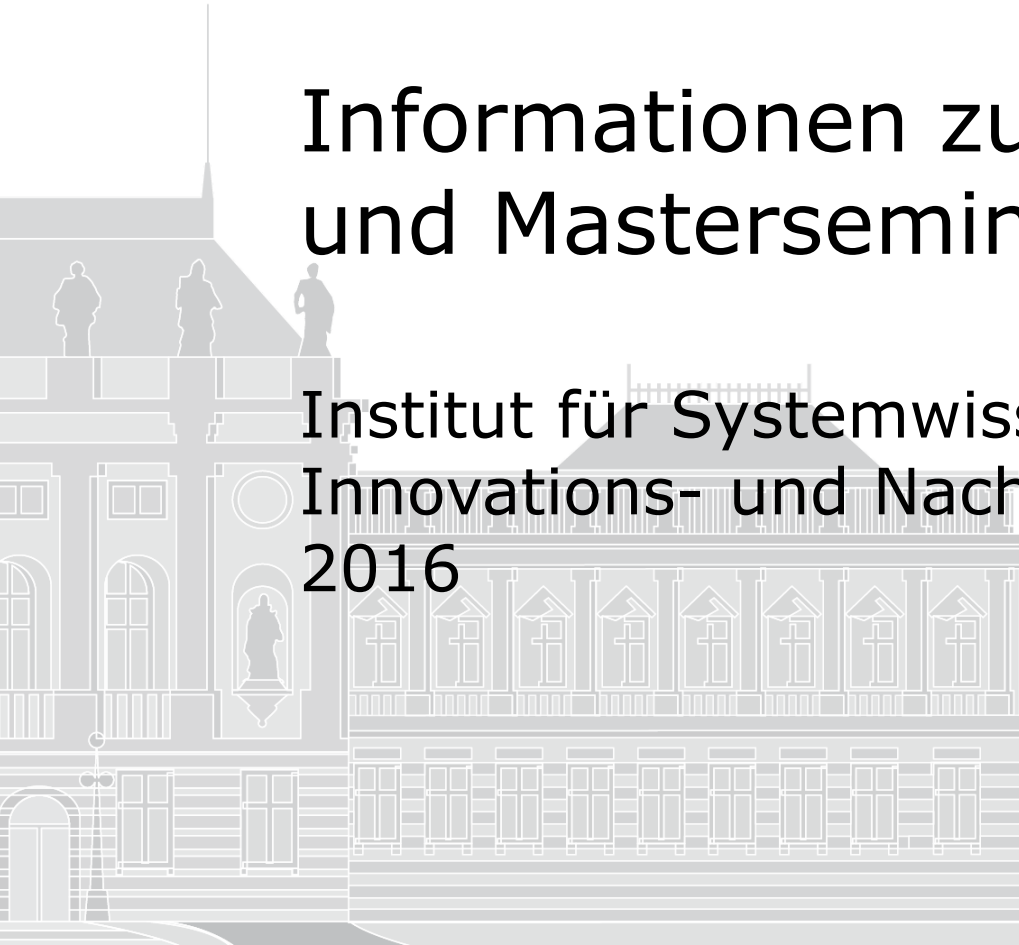 Informationen zu
und Mastersemin
Institut für Systemwiss
Innovations- und Nach
2016